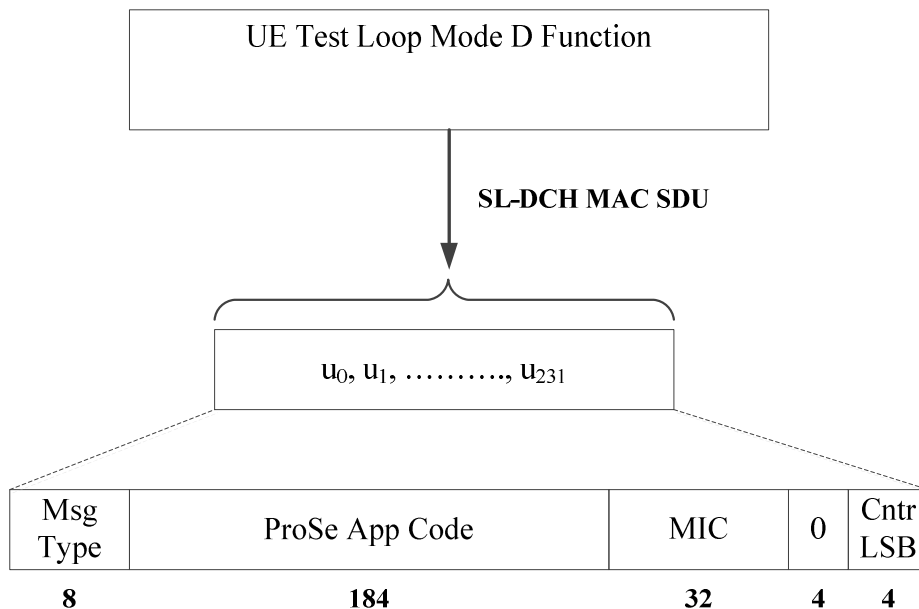 UE Test Loop Mode D Function
SL-DCH MAC SDU
u₀, u₁, ………., u₂₃₁
Msg Type
ProSe App Code
MIC
0
Cntr LSB
8
184
32
4
4